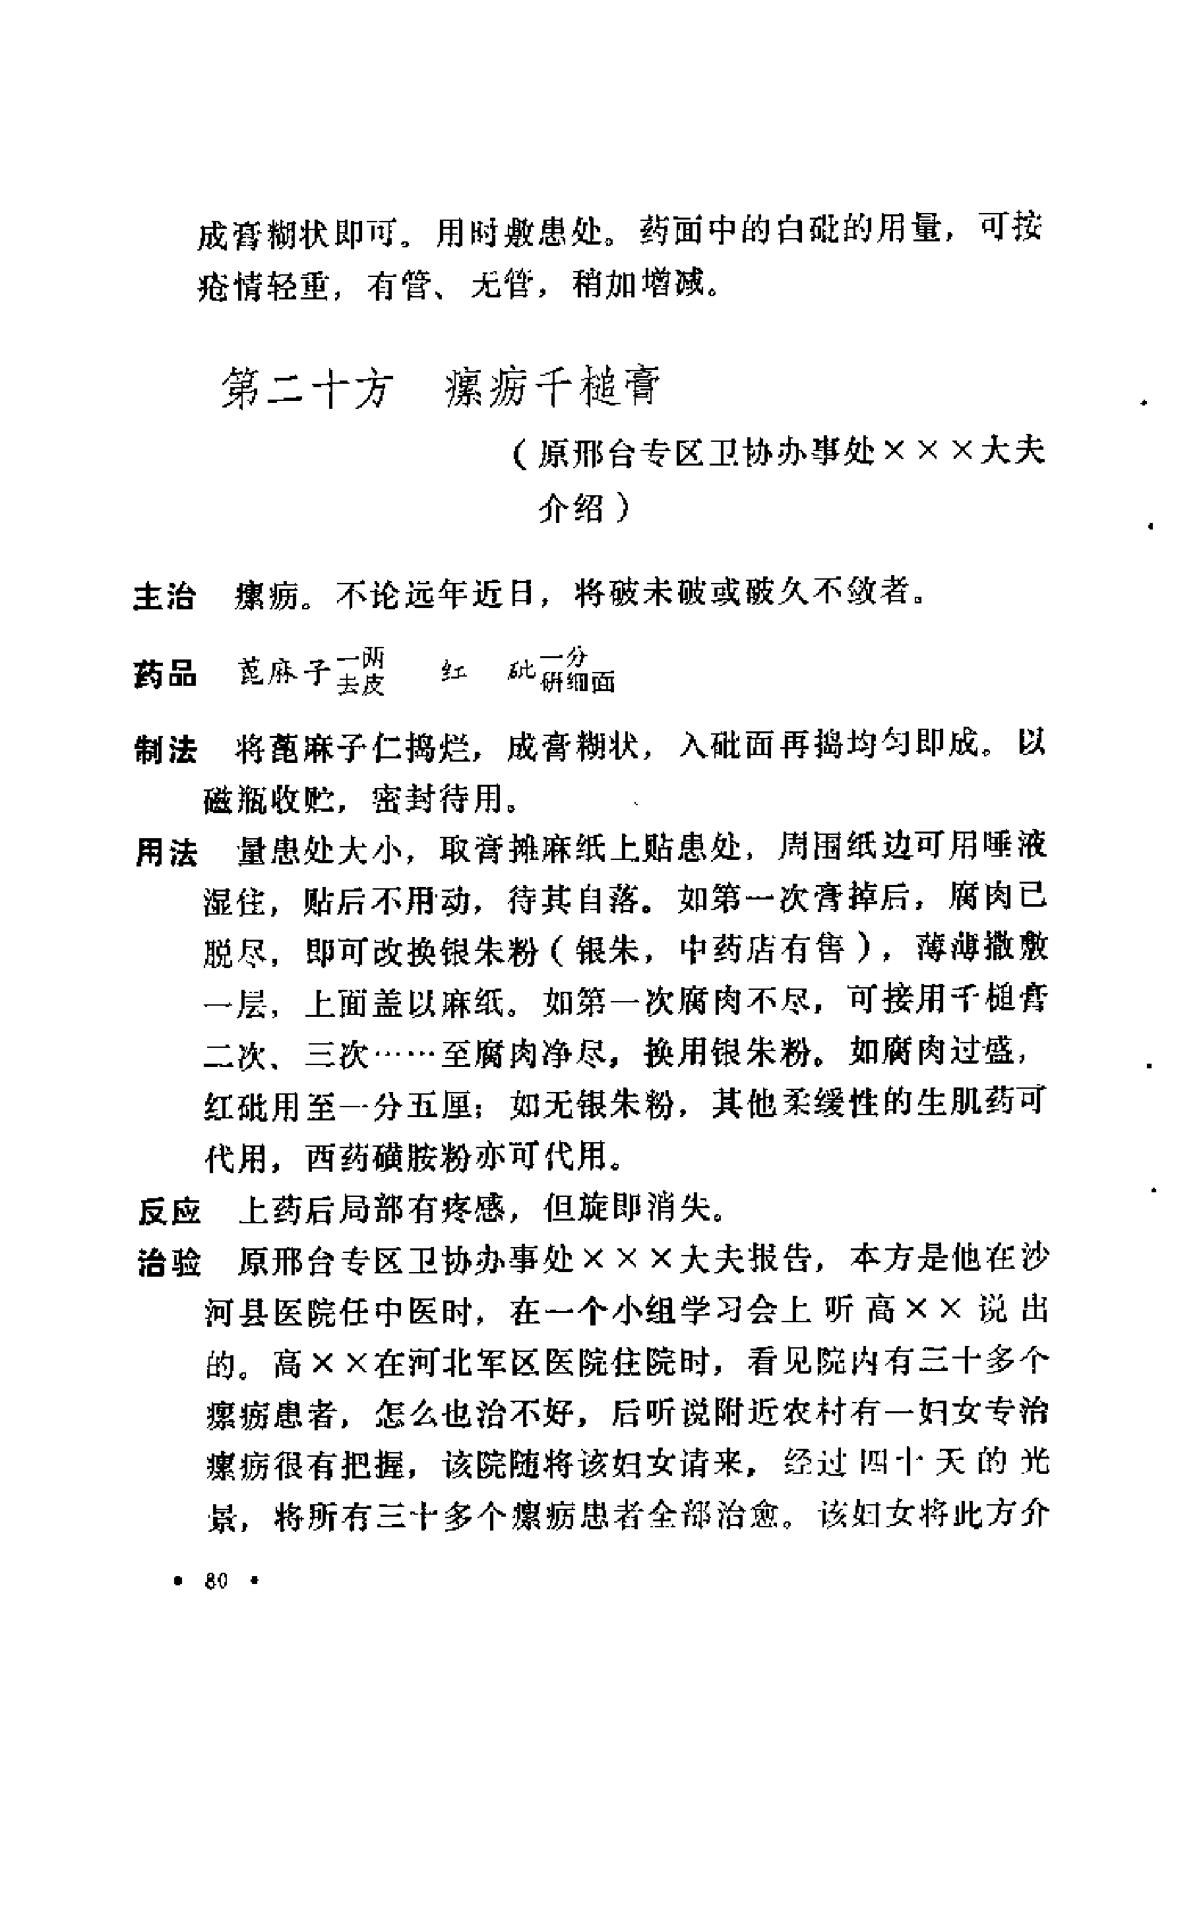 成膏糊状即可。用时敷患处。药面中的白砒的用量，可按
疮情轻重，有管、无管，稍加增减。
第二十方 瘰疬千槌膏
（原邢台专区卫协办事处×××大夫
介绍）
主治 瘰疬。不论远年近日，将破未破或破久不敛者。
药品 蓖麻子一两去皮 红 砒一分研细面
制法 将蓖麻子仁捣烂，成膏糊状，入砒面再捣均匀即成。以
磁瓶收贮，密封待用。
用法 量患处大小，取膏摊麻纸上贴患处，周围纸边可用唾液
湿住，贴后不用动，待其自落。如第一次膏掉后，腐肉已
脱尽，即可改换银朱粉（银朱，中药店有售），薄薄撒敷
一层，上面盖以麻纸。如第一次腐肉不尽，可接用千槌膏
二次、三次……至腐肉净尽，换用银朱粉。如腐肉过盛，
红砒用至一分五厘；如无银朱粉，其他柔缓性的生肌药可
代用，西药磺胺粉亦可代用。
反应 上药后局部有疼感，但旋即消失。
治验 原邢台专区卫协办事处×××大夫报告，本方是他在沙
河县医院任中医时，在一个小组学习会上听高××说出
的。高××在河北军区医院住院时，看见院内有三十多个
瘰疬患者，怎么也治不好，后听说附近农村有一妇女专治
瘰疬很有把握，该院随将该妇女请来，经过四十天的光
景，将所有三十多个瘰疬患者全部治愈。该妇女将此方介
• 80 •